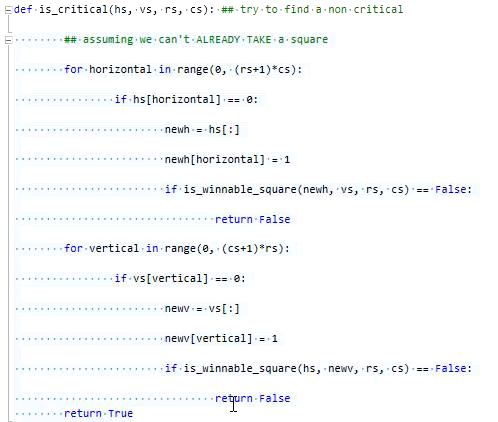 def is_critical(hs, vs, rs, cs): ## try to find a non critical
## assuming we can't ALREADY TAKE a square
for horizontal in range(0, (rs+1)*cs):
if hs[horizontal] == 0:
newh = hs[:]
newh[horizontal] = 1
if is_winnable_square(newh, vs, rs, cs) == False:
return False
for vertical in range(0, (cs+1)*rs):
if vs[vertical] == 0:
newv = vs[:]
newv[vertical] = 1
if is_winnable_square(hs, newv, rs, cs) == False:
return False
return True